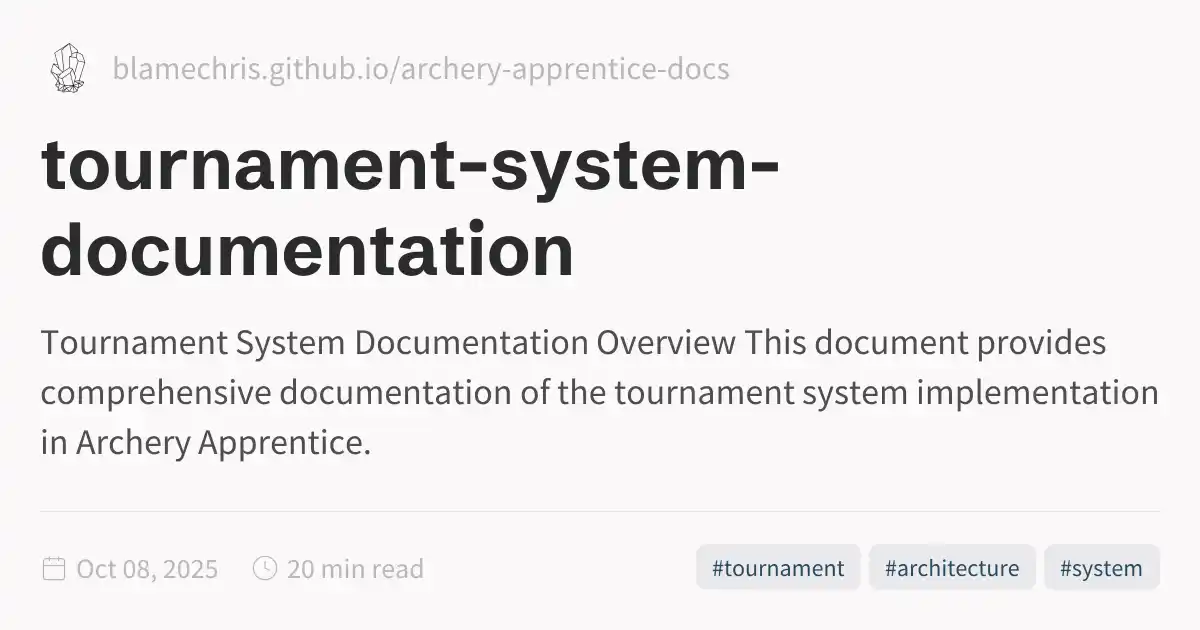 blamechris.github.io/archery-apprentice-docs
tournament-system-
documentation
Tournament System Documentation Overview This document provides
comprehensive documentation of the tournament system implementation
in Archery Apprentice.
Oct 08, 2025 20 min read #tournament #architecture #system